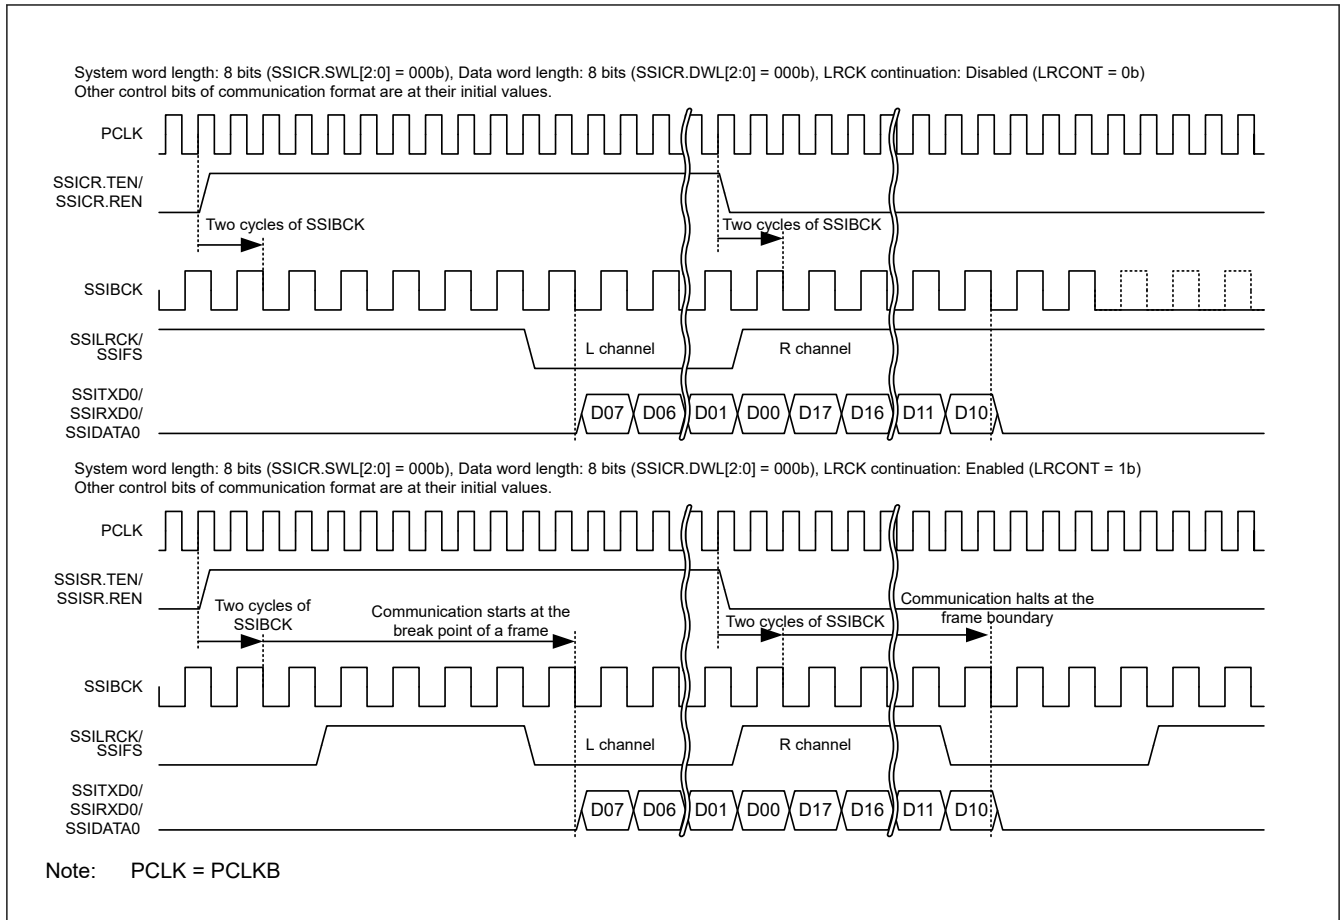 System word length: 8 bits (SSICR.SWL[2:0] = 000b), Data word length: 8 bits (SSICR.DWL[2:0] = 000b), LRCK continuation: Disabled (LRCONT = 0b)
Other control bits of communication format are at their initial values.
PCLK
SSICR.TEN/
SSICR.REN
Two cycles of SSIBCK
Two cycles of SSIBCK
SSIBCK
SSILRCK/
SSIFS
L channel
R channel
SSITXD0/
SSIRXD0/
SSIDATA0
D07 D06 D01 D00 D17 D16 D11 D10
System word length: 8 bits (SSICR.SWL[2:0] = 000b), Data word length: 8 bits (SSICR.DWL[2:0] = 000b), LRCK continuation: Enabled (LRCONT = 1b)
Other control bits of communication format are at their initial values.
PCLK
SSISR.TEN/
SSISR.REN
Two cycles of
SSIBCK
Communication starts at the
break point of a frame
Two cycles of SSIBCK
Communication halts at the
frame boundary
SSIBCK
SSILRCK/
SSIFS
L channel
R channel
SSITXD0/
SSIRXD0/
SSIDATA0
D07 D06 D01 D00 D17 D16 D11 D10
Note: PCLK = PCLKB